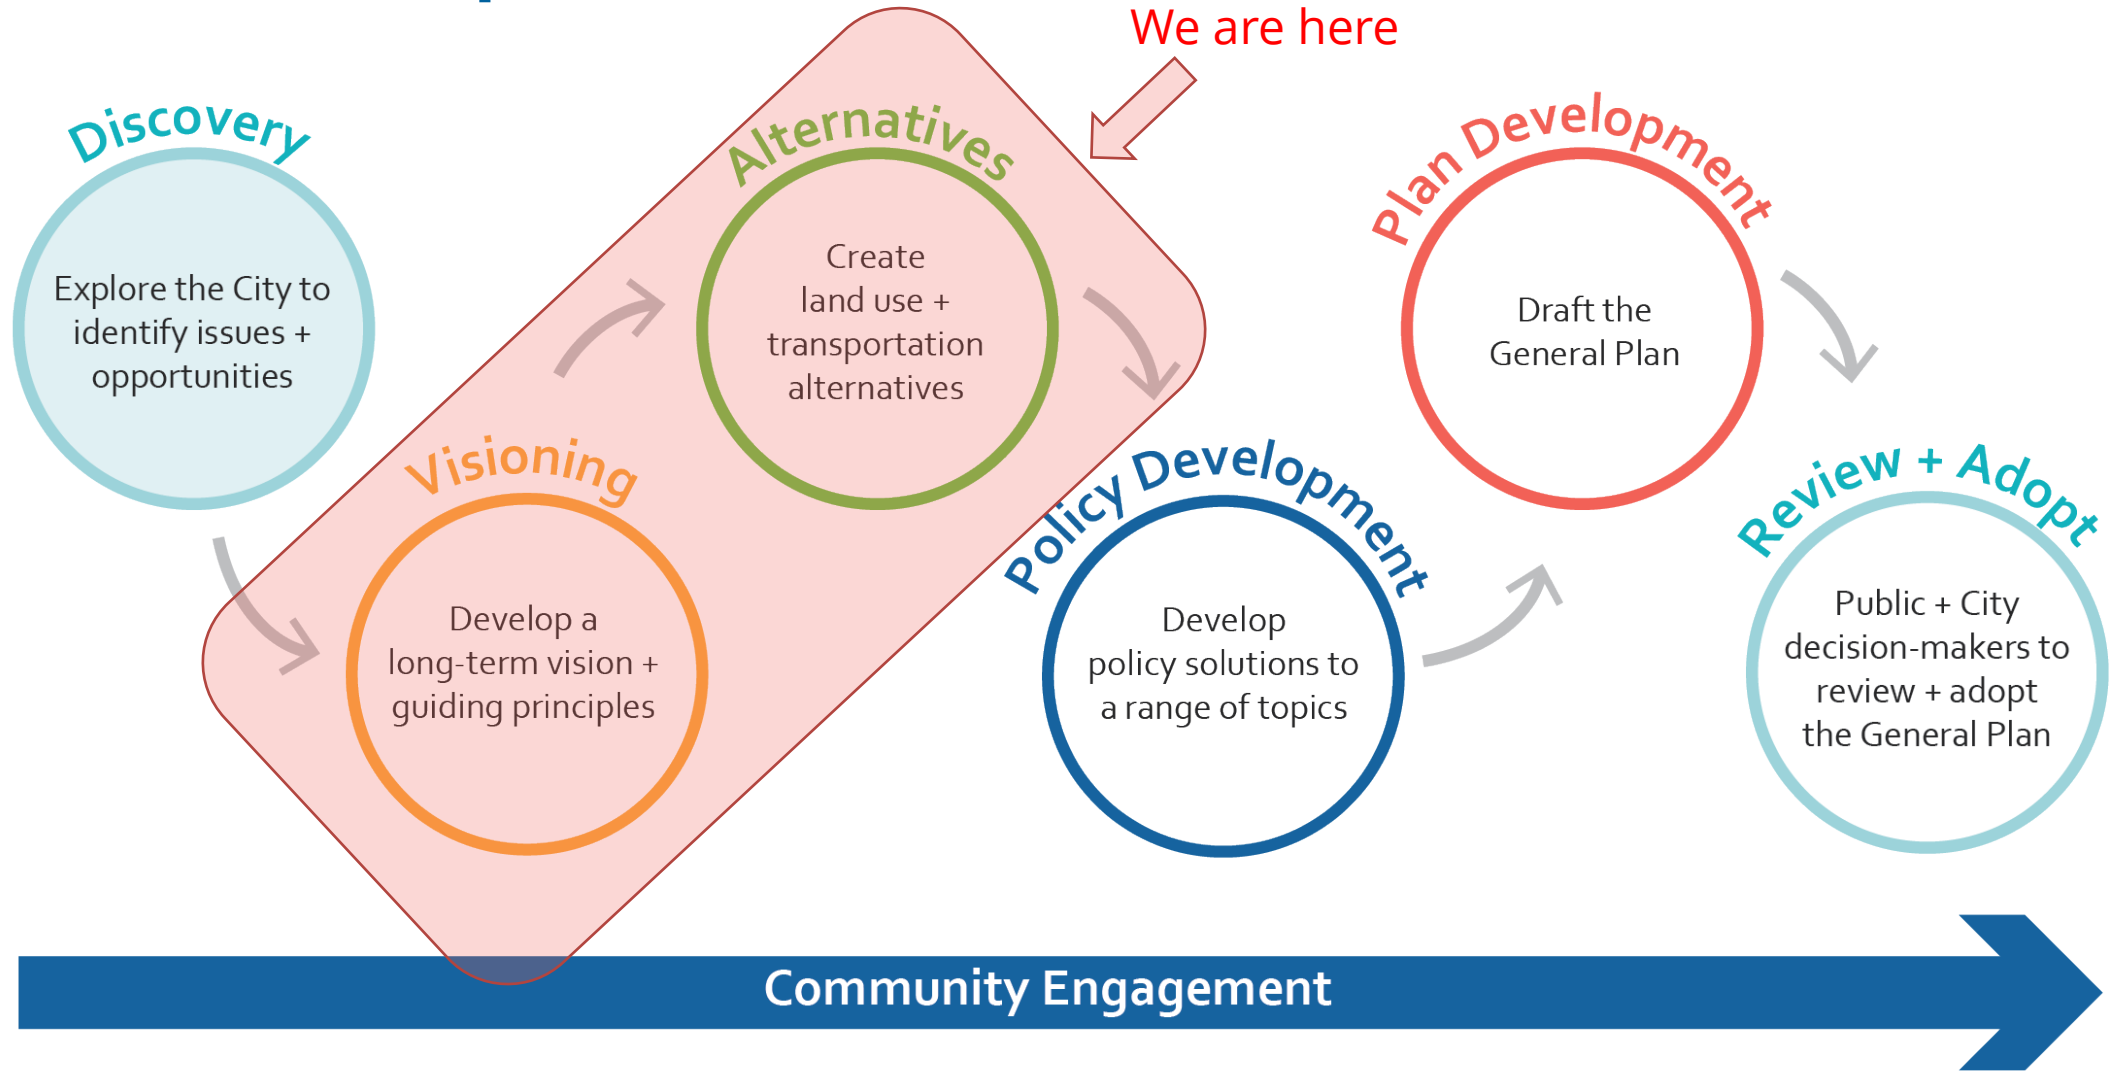 We are here
Discovery
Explore the City to
identify issues +
opportunities
Visioning
Develop a
long-term vision +
guiding principles
Alternatives
Create
land use +
transportation
alternatives
Policy Development
Develop
policy solutions to
a range of topics
Plan Development
Draft the
General Plan
Review + Adopt
Public + City
decision-makers to
review + adopt
the General Plan
Community Engagement